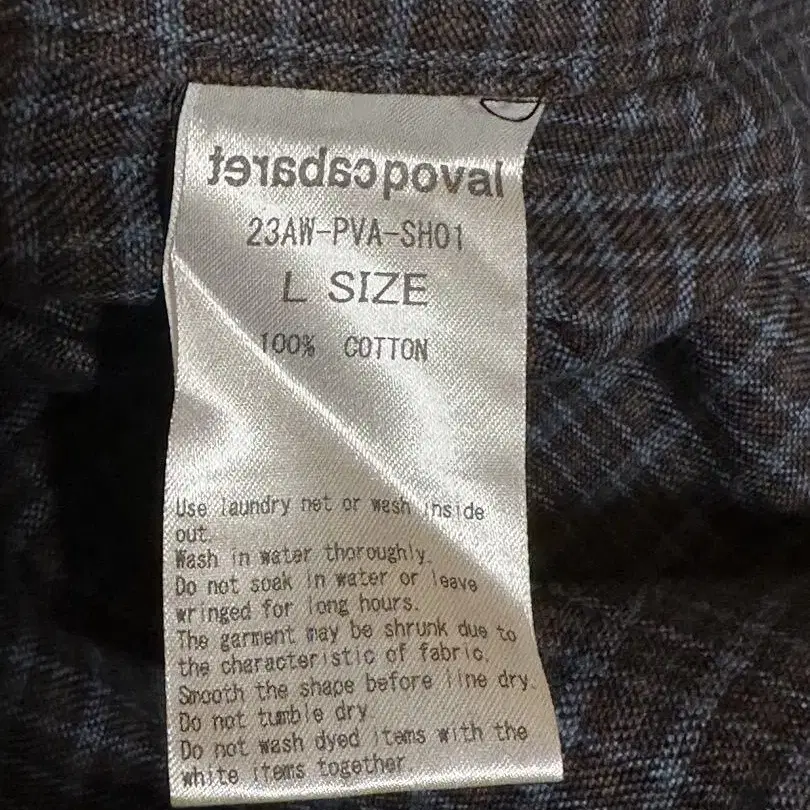 cabaretpoval
23AW-PVA-SH01
L SIZE
100% COTTON
Use laundry net or wash inside
out.
Wash in water thoroughly.
Do not soak in water or leave
wringed for long hours.
The garment may be shrunk due to
the characteristic of fabric.
Smooth the shape before line dry.
Do not tumble dry.
Do not wash dyed items with the
white items together.